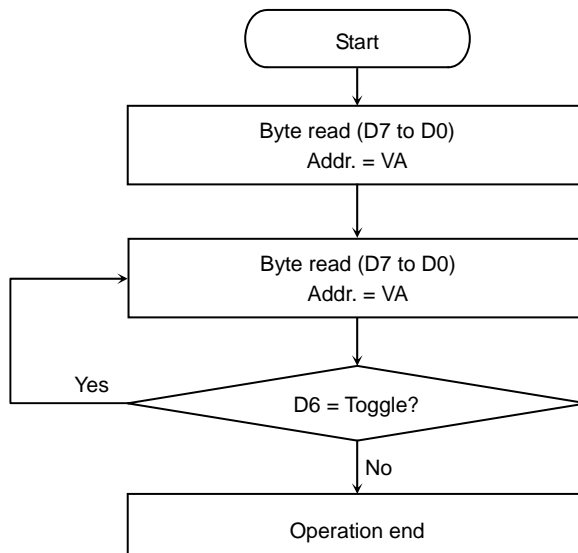 Start
Byte read (D7 to D0)
Addr. = VA
Byte read (D7 to D0)
Addr. = VA
Yes
D6 = Toggle?
No
Operation end